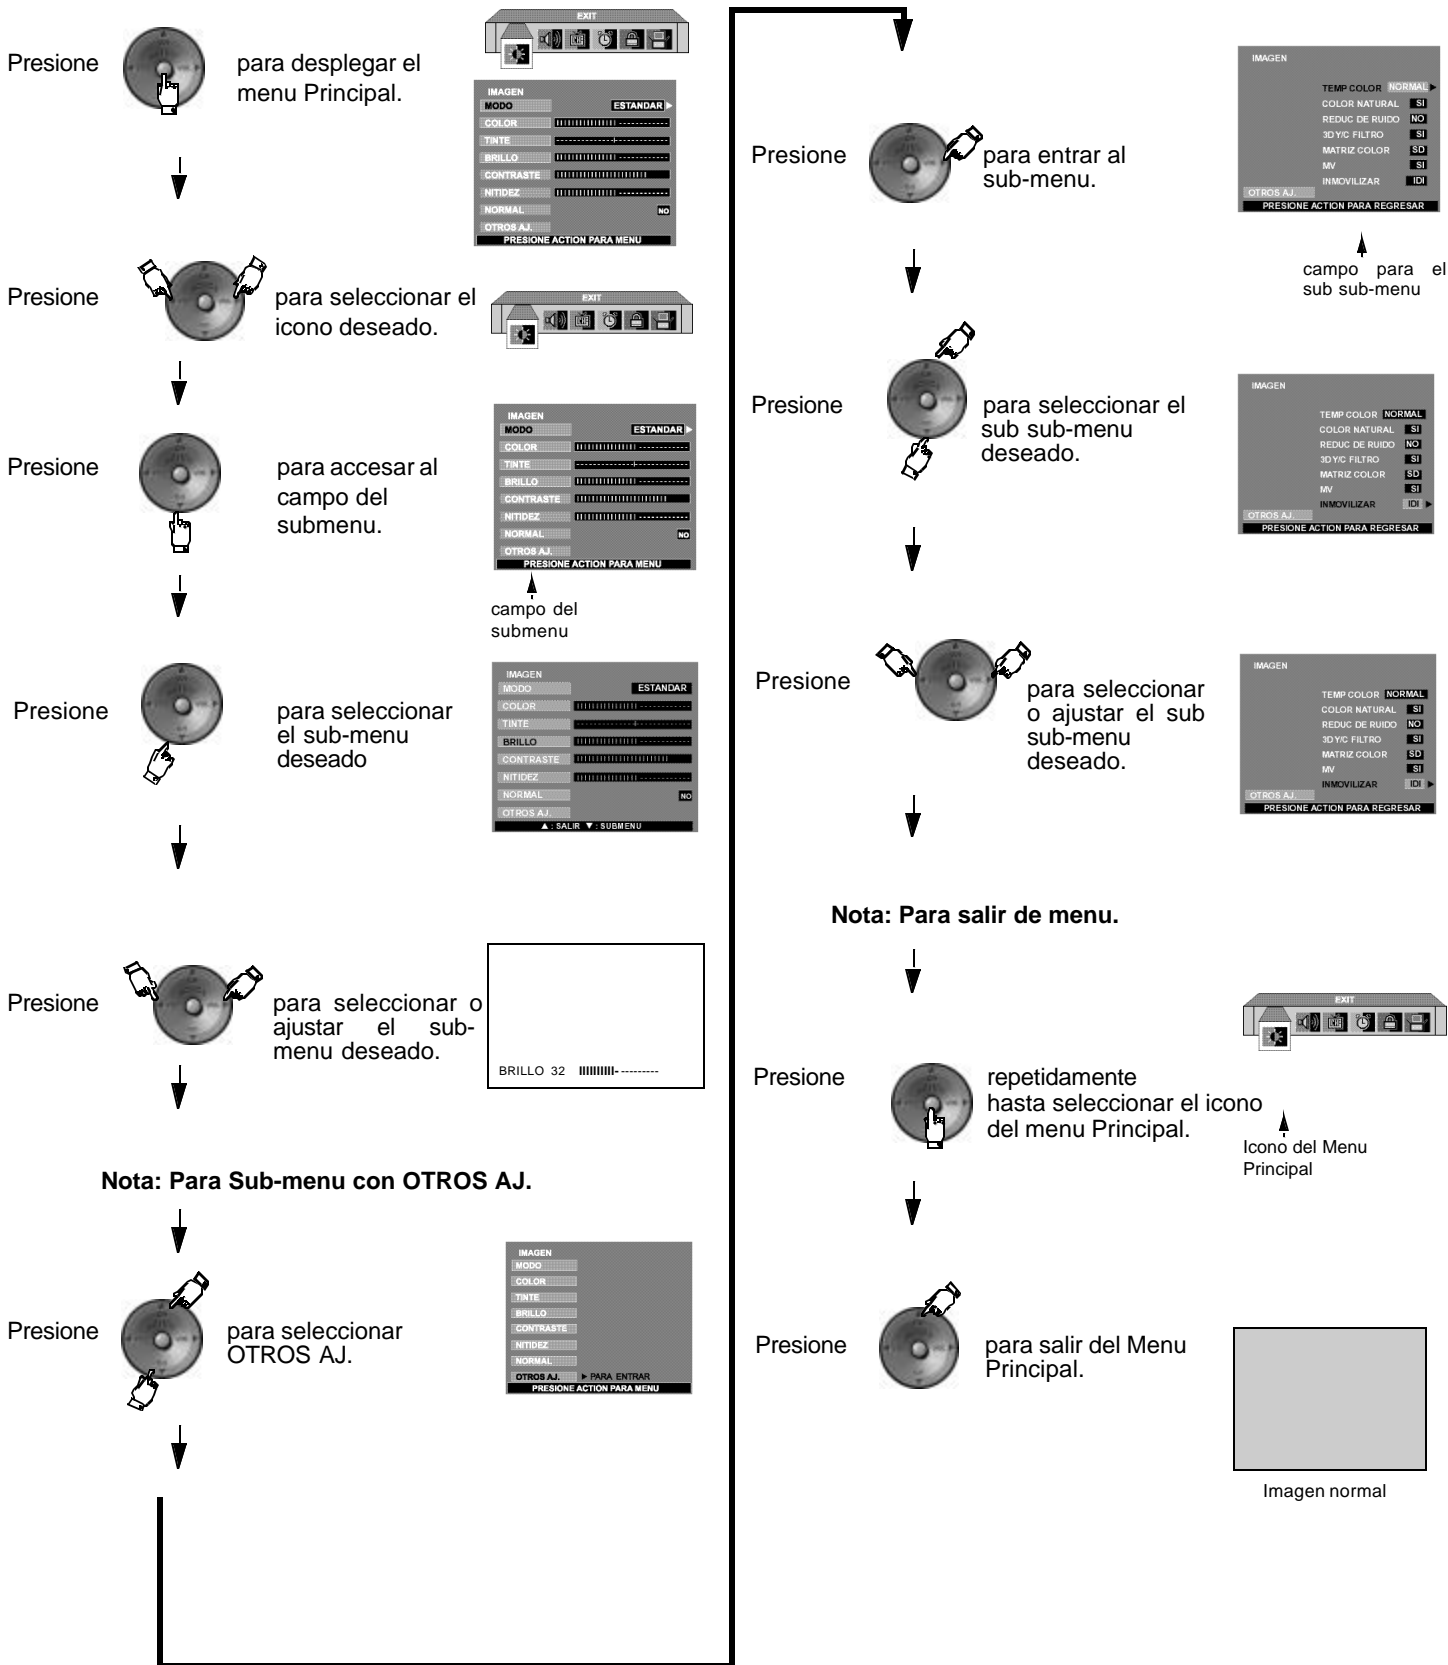 Presione
para desplegar el
menu Principal.
EXIT
IMAGEN
MODO ESTANDAR
COLOR
TINTE
BRILLO
CONTRASTE
NITIDEZ
NORMAL NO
OTROS AJ.
PRESIONE ACTION PARA MENU
Presione
para seleccionar el
icono deseado.
EXIT
Presione
para accesar al
campo del
submenu.
IMAGEN
MODO ESTANDAR
COLOR
TINTE
BRILLO
CONTRASTE
NITIDEZ
NORMAL NO
OTROS AJ.
PRESIONE ACTION PARA MENU
campo del
submenu
Presione
para seleccionar
el sub-menu
deseado
IMAGEN
MODO ESTANDAR
COLOR
TINTE
BRILLO
CONTRASTE
NITIDEZ
NORMAL NO
OTROS AJ.
▲ : SALIR ▼ : SUBMENU
Presione
para seleccionar o
ajustar el sub-
menu deseado.
BRILLO 32
Nota: Para Sub-menu con OTROS AJ.
Presione
para seleccionar
OTROS AJ.
IMAGEN
MODO
COLOR
TINTE
BRILLO
CONTRASTE
NITIDEZ
NORMAL
OTROS AJ. ► PARA ENTRAR
PRESIONE ACTION PARA MENU
Presione
para entrar al
sub-menu.
IMAGEN
TEMP COLOR NORMAL
COLOR NATURAL SI
REDUC DE RUIDO NO
3D Y/C FILTRO SI
MATRIZ COLOR SD
MV SI
INMOVILIZAR IDI
OTROS AJ.
PRESIONE ACTION PARA REGRESAR
campo para el
sub sub-menu
Presione
para seleccionar el
sub sub-menu
deseado.
IMAGEN
TEMP COLOR NORMAL
COLOR NATURAL SI
REDUC DE RUIDO NO
3D Y/C FILTRO SI
MATRIZ COLOR SD
MV SI
INMOVILIZAR IDI
OTROS AJ.
PRESIONE ACTION PARA REGRESAR
Presione
para seleccionar
o ajustar el sub
sub-menu
deseado.
IMAGEN
TEMP COLOR NORMAL
COLOR NATURAL SI
REDUC DE RUIDO NO
3D Y/C FILTRO SI
MATRIZ COLOR SD
MV SI
INMOVILIZAR IDI
OTROS AJ.
PRESIONE ACTION PARA REGRESAR
Nota: Para salir de menu.
EXIT
Presione
repetidamente
hasta seleccionar el icono
del menu Principal.
Icono del Menu
Principal
Presione
para salir del Menu
Principal.
Imagen normal